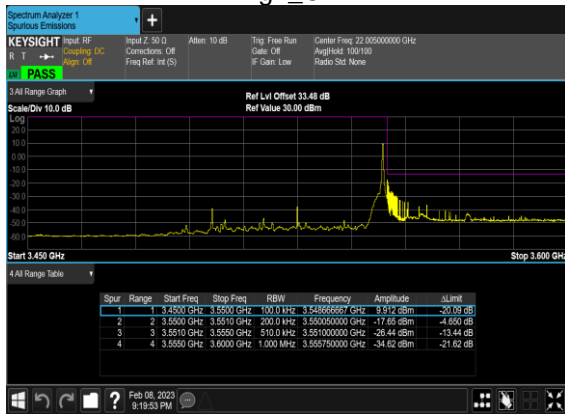 Spectrum Analyzer 1
Spurious Emissions
KEYSIGHT Input: RF Input Z: 50 Ω Atten: 10 dB Trig: Free Run Center Freq: 22.005000000 GHz
R T Coupling: DC Corrections: Off Gate: Off Avg|Hold: 100/100
Align: Off Freq Ref: Int (S) IF Gain: Low Radio Std: None
PASS
3 All Range Graph
Ref Lvl Offset 33.48 dB
Scale/Div 10.0 dB Ref Value 30.00 dBm
Log
20.0
10.0
0.00
-10.0
-20.0
-30.0
-40.0
-50.0
-60.0
Start 3.450 GHz Stop 3.600 GHz
4 All Range Table
Spur Range Start Freq Stop Freq RBW Frequency Amplitude ΔLimit
1 1 3.4500 GHz 3.5500 GHz 100.0 kHz 3.548666667 GHz 9.912 dBm -20.09 dB
2 2 3.5500 GHz 3.5510 GHz 200.0 kHz 3.550050000 GHz -17.65 dBm -4.650 dB
3 3 3.5510 GHz 3.5550 GHz 510.0 kHz 3.551000000 GHz -26.44 dBm -13.44 dB
4 4 3.5550 GHz 3.6000 GHz 1.000 MHz 3.555750000 GHz -34.62 dBm -21.62 dB
Feb 08, 2023
9:19:53 PM